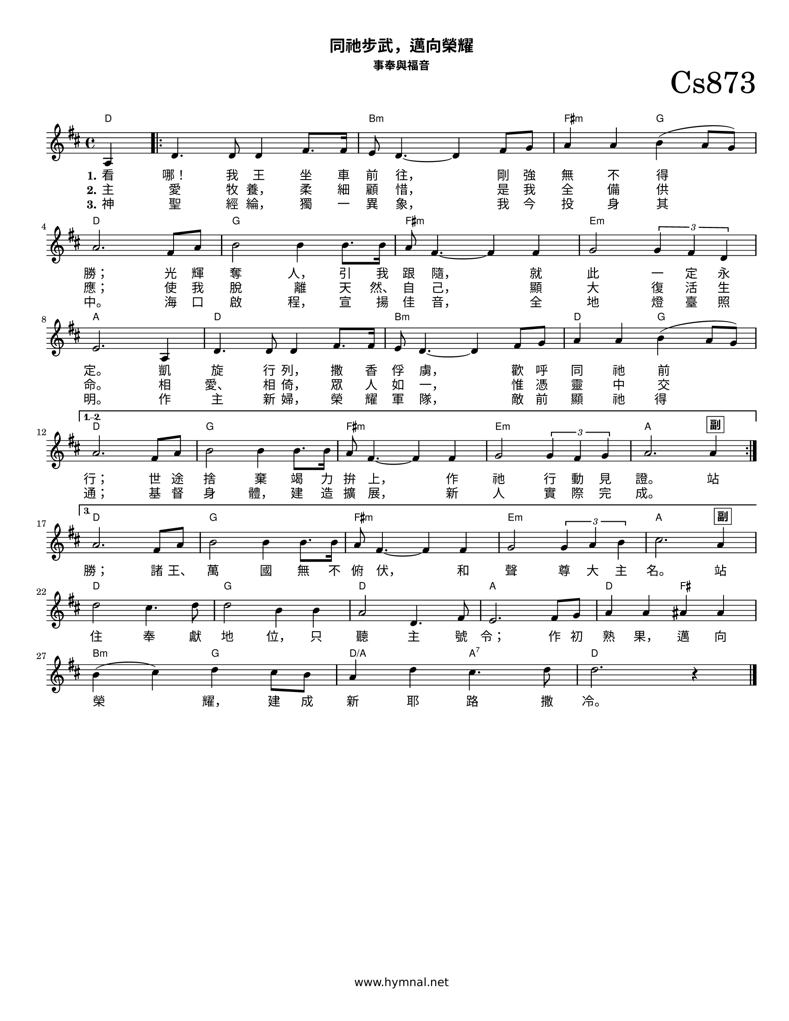 同祂步武，邁向榮耀
事奉與福音
Cs873
D Bm F♯m G
1. 看 哪！ 我 王 坐 車 前 往， 剛 強 無 不 得
2. 主 愛 牧 養， 柔 細 顧 惜， 是 我 全 備 供
3. 神 聖 經 綸， 獨 一 異 象， 我 今 投 身 其
4 D G F♯m Em
3
勝； 光 輝 奪 人， 引 我 跟 隨， 就 此 一 定 永
應； 使 我 脫 離 天 然、 自 己， 顯 大 復 活 生
中。 海 口 啟 程， 宣 揚 佳 音， 全 地 燈 臺 照
8 A D Bm D G
定。 凱 旋 行 列， 撒 香 俘 虜， 歡 呼 同 祂 前
命。 相 愛、 相 倚， 眾 人 如 一， 惟 憑 靈 中 交
明。 作 主 新 婦， 榮 耀 軍 隊， 敵 前 顯 祂 得
1.-2.
12 D G F♯m Em A 副
3
行； 世 途 捨 棄 竭 力 拚 上， 作 祂 行 動 見 證。 站
通； 基 督 身 體， 建 造 擴 展， 新 人 實 際 完 成。
3.
17 D G F♯m Em A 副
3
勝； 諸 王、 萬 國 無 不 俯 伏， 和 聲 尊 大 主 名。 站
22 D G D A D F♯
住 奉 獻 地 位， 只 聽 主 號 令； 作 初 熟 果， 邁 向
27 Bm G D/A A7 D
榮 耀， 建 成 新 耶 路 撒 冷。
www.hymnal.net